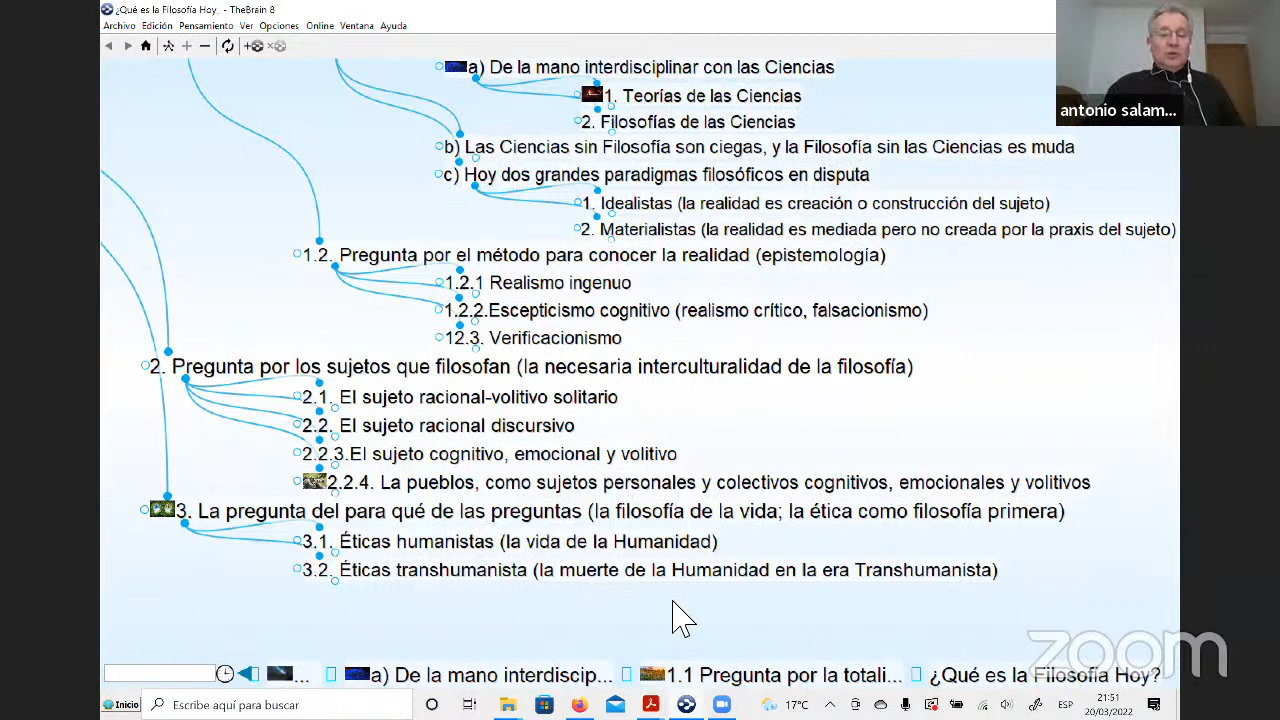 ¿Qué es la Filosofía Hoy_ - TheBrain 8
Archivo Edición Pensamiento Ver Opciones Online Ventana Ayuda
a) De la mano interdisciplinar con las Ciencias
1. Teorías de las Ciencias
antonio salam...
2. Filosofías de las Ciencias
b) Las Ciencias sin Filosofía son ciegas, y la Filosofía sin las Ciencias es muda
c) Hoy dos grandes paradigmas filosóficos en disputa
1. Idealistas (la realidad es creación o construcción del sujeto)
2. Materialistas (la realidad es mediada pero no creada por la praxis del sujeto)
1.2. Pregunta por el método para conocer la realidad (epistemología)
1.2.1 Realismo ingenuo
1.2.2.Escepticismo cognitivo (realismo crítico, falsacionismo)
12.3. Verificacionismo
2. Pregunta por los sujetos que filosofan (la necesaria interculturalidad de la filosofía)
2.1. El sujeto racional-volitivo solitario
2.2. El sujeto racional discursivo
2.2.3.El sujeto cognitivo, emocional y volitivo
2.2.4. La pueblos, como sujetos personales y colectivos cognitivos, emocionales y volitivos
3. La pregunta del para qué de las preguntas (la filosofía de la vida; la ética como filosofía primera)
3.1. Éticas humanistas (la vida de la Humanidad)
3.2. Éticas transhumanista (la muerte de la Humanidad en la era Transhumanista)
zoom
... a) De la mano interdiscip... 1.1 Pregunta por la totali... ¿Qué es la Filosofía Hoy?
Inicio Escribe aquí para buscar 17°C ESP 21:51
20/03/2022